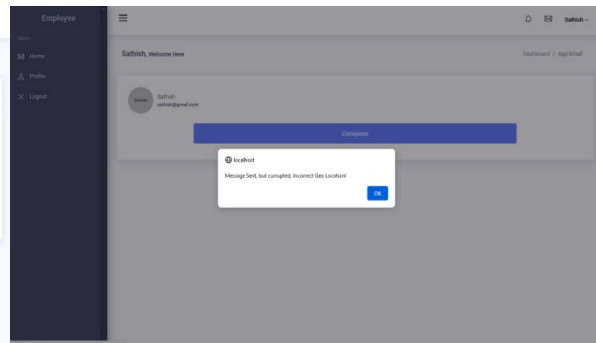 Employee
Sathish
Home
Profile
Logout
Sathish, Welcome Here
Dashboard / App-Email
Sathish
sathish@gmail.com
Compose
localhost
Message Sent, but currupted, Incorrect Geo Location!
OK